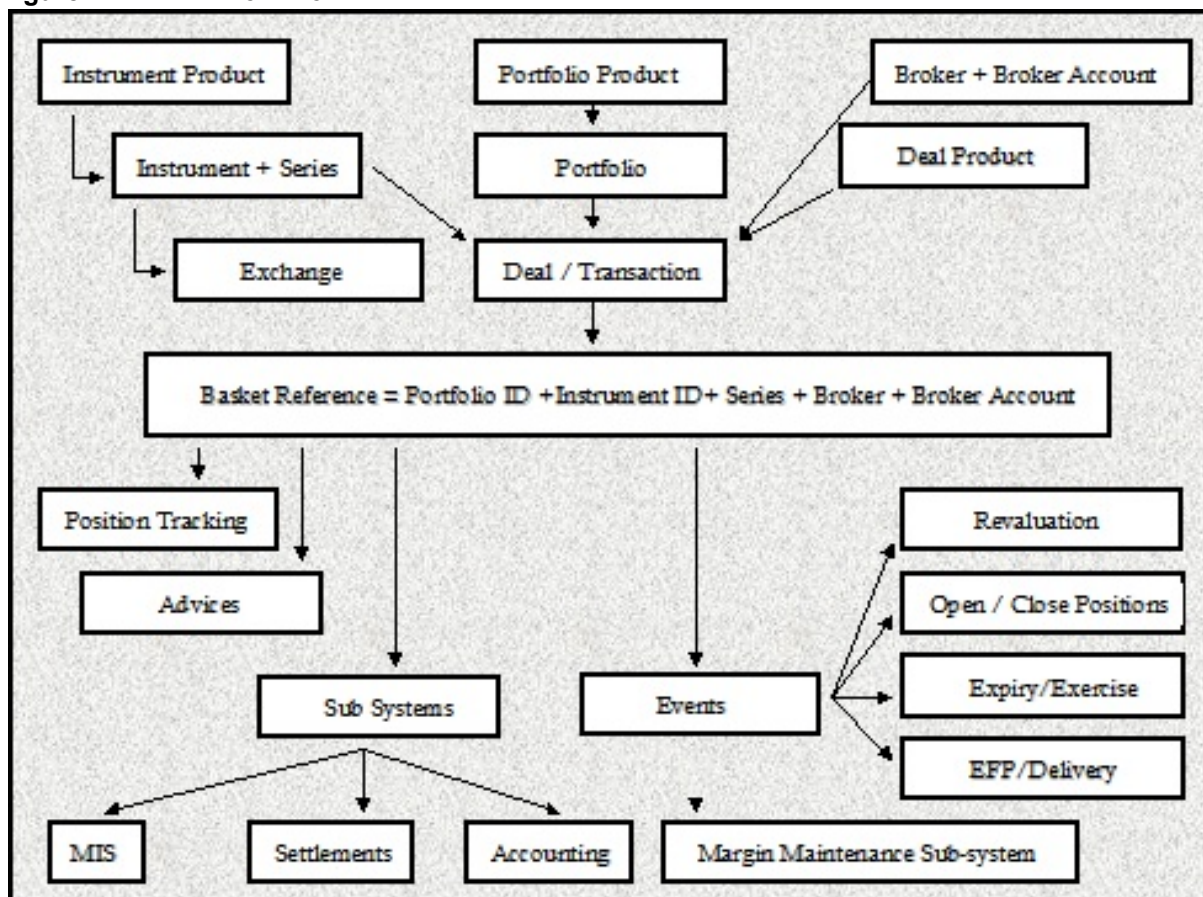 Instrument Product
Portfolio Product
Broker + Broker Account
Instrument + Series
Portfolio
Deal Product
Exchange
Deal / Transaction
Basket Reference = Portfolio ID +Instrument ID+ Series + Broker + Broker Account
Position Tracking
Revaluation
Advices
Open / Close Positions
Sub Systems
Events
Expiry/Exercise
EFP/Delivery
MIS
Settlements
Accounting
Margin Maintenance Sub-system